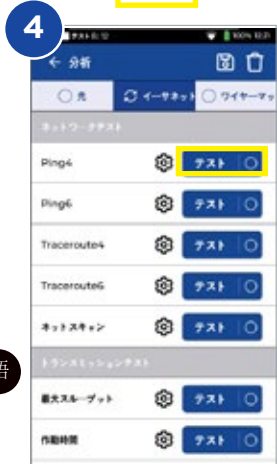 4
100% 12:21
分析
光 イーサネット ワイヤーマッ
ネットワークテスト
Ping4 テスト
Ping6 テスト
Traceroute4 テスト
Traceroute6 テスト
ネットスキャン テスト
トランスミッションテスト
最大スループット テスト
作動時間 テスト
語